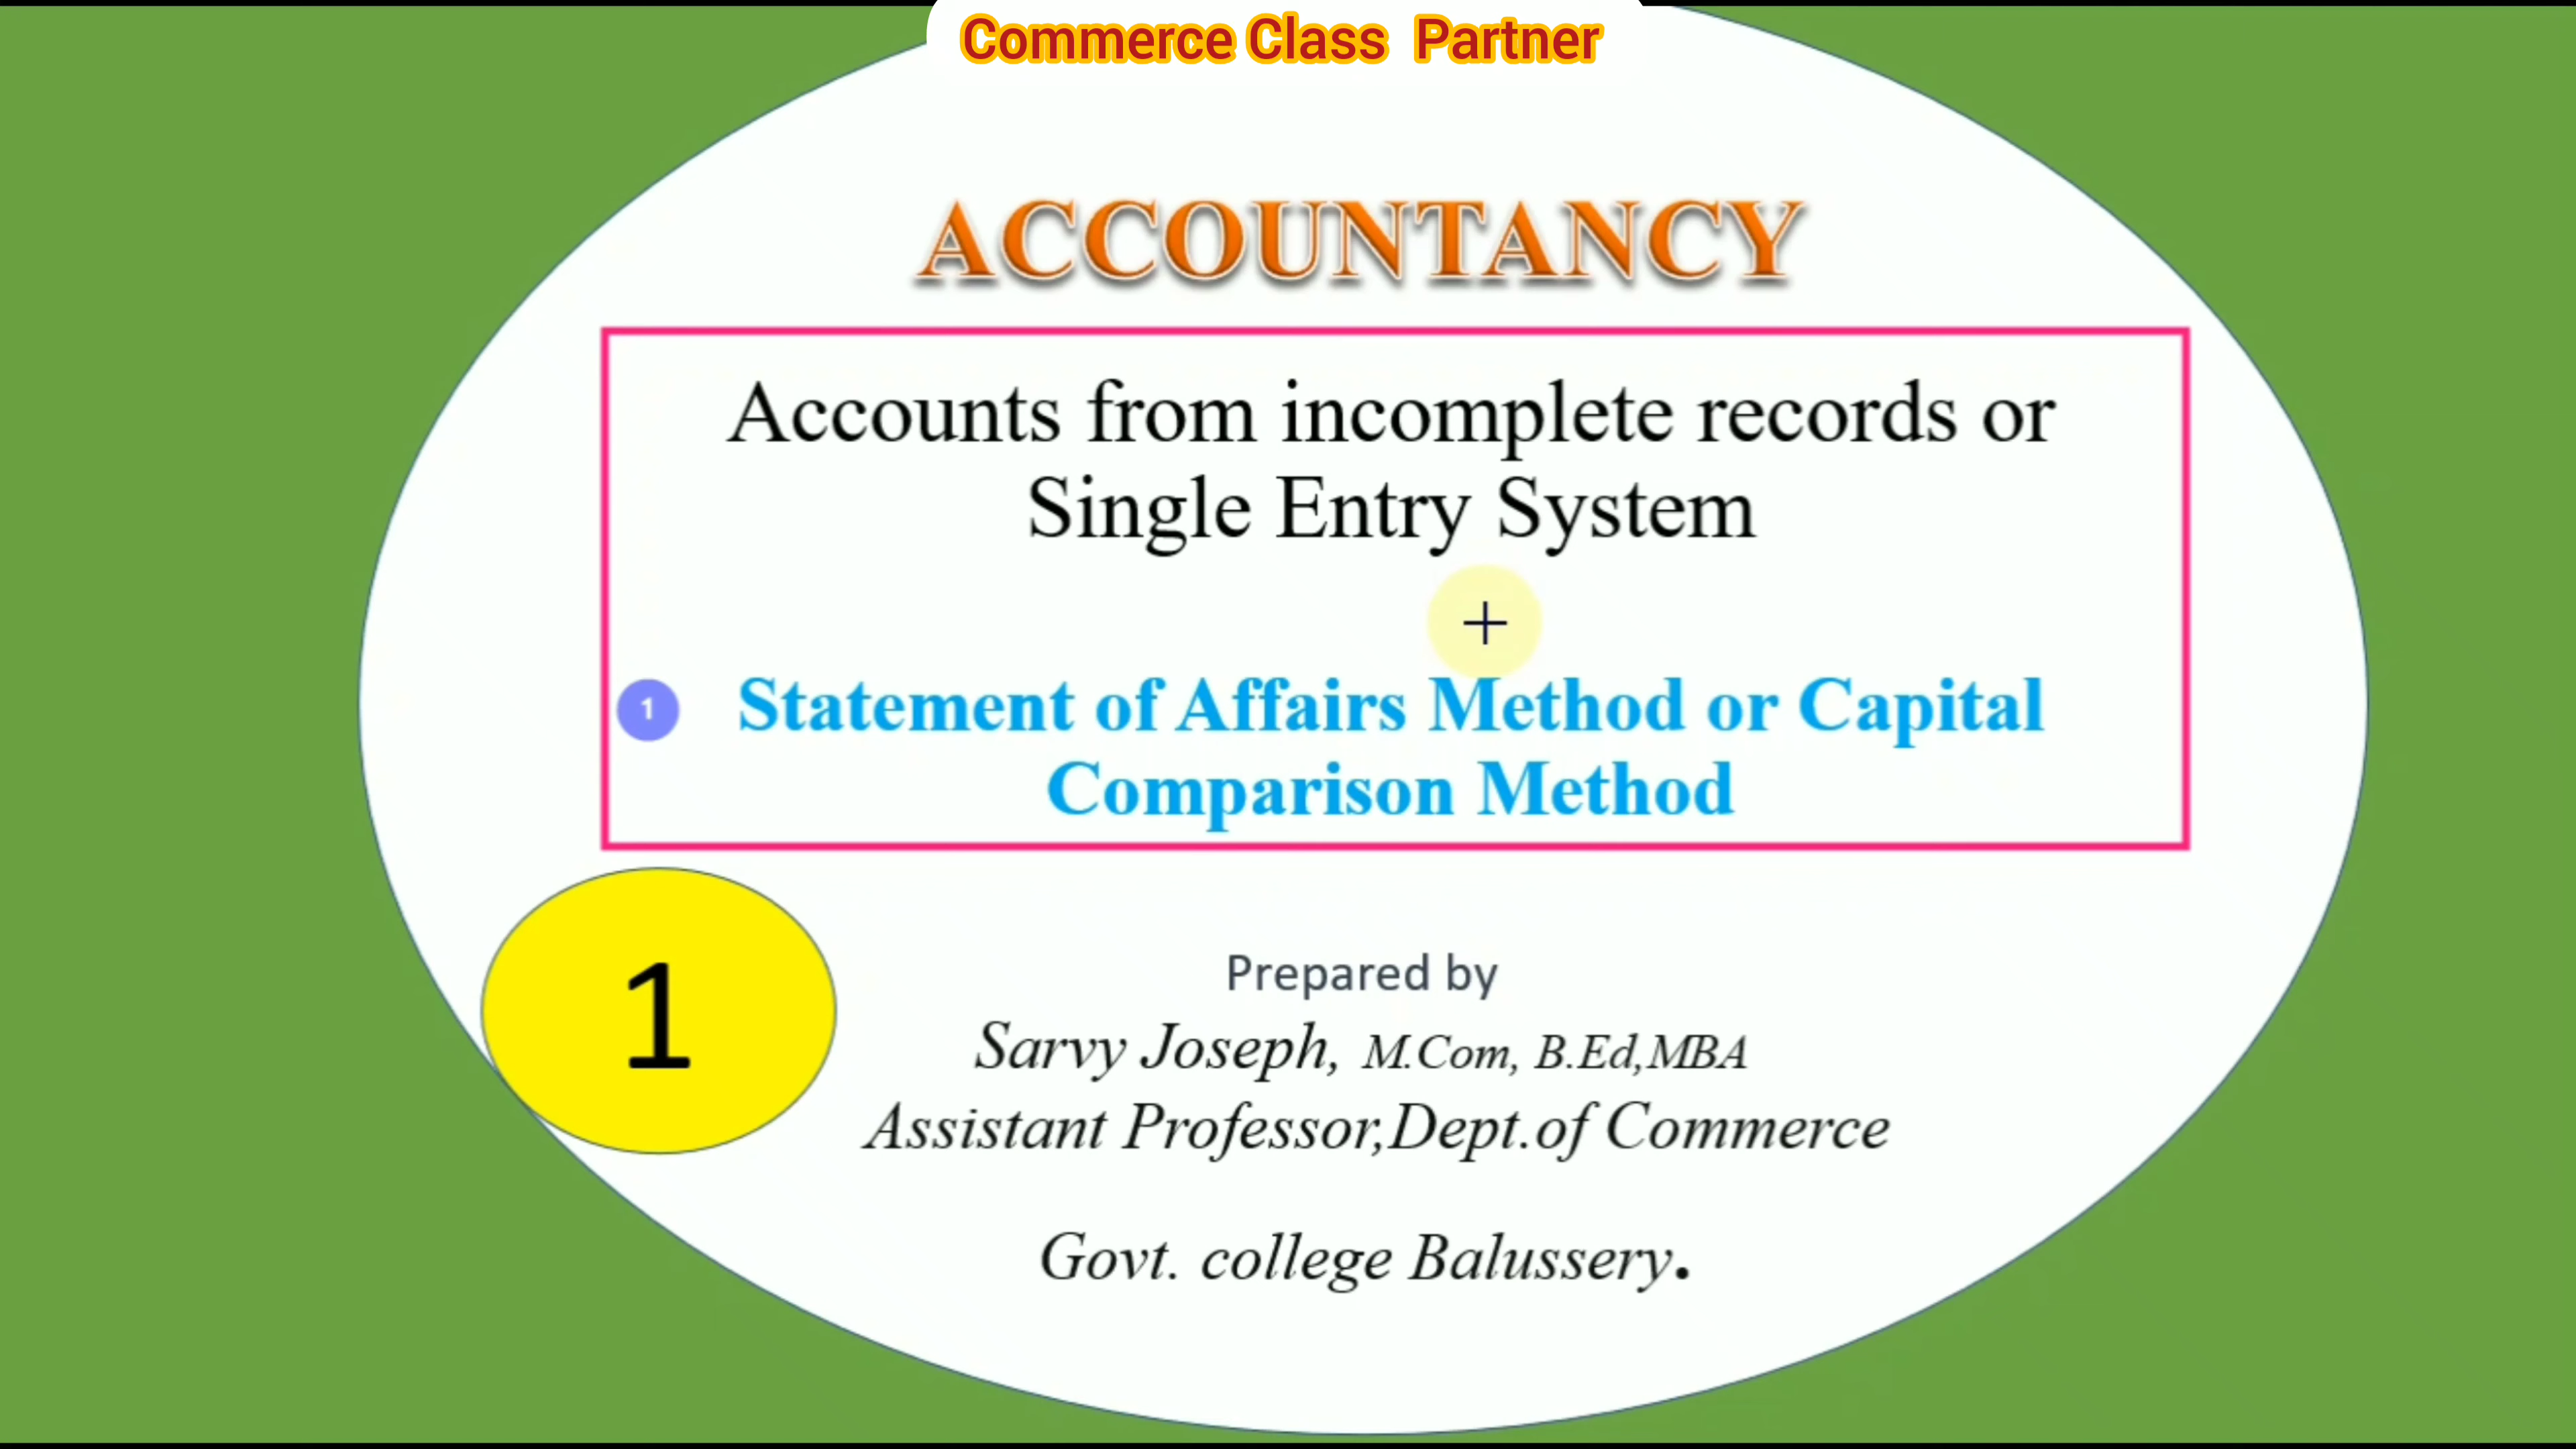 Commerce Class Partner
ACCOUNTANCY
Accounts from incomplete records or
Single Entry System
1 Statement of Affairs Method or Capital
Comparison Method
1
Prepared by
Sarvy Joseph, M.Com, B.Ed,MBA
Assistant Professor,Dept.of Commerce
Govt. college Balussery.